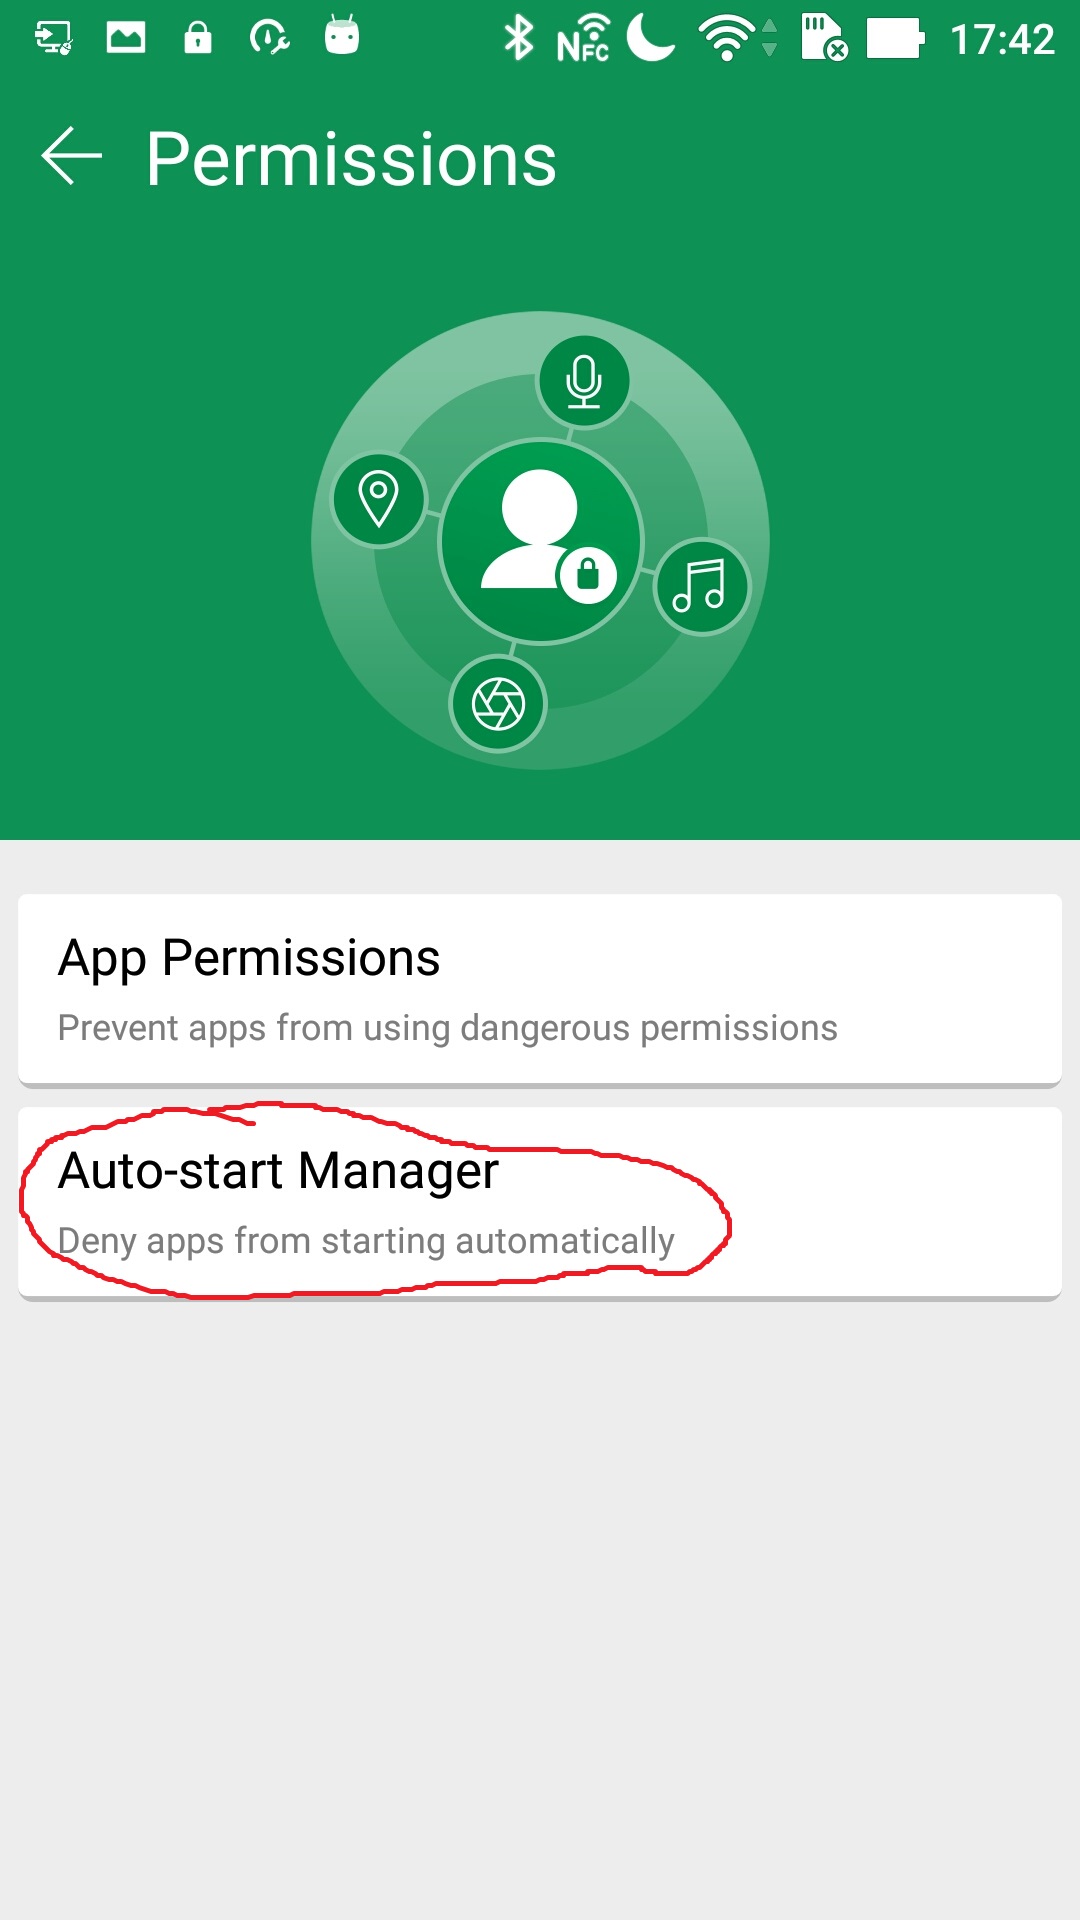 NFC 17:42
Permissions
App Permissions
Prevent apps from using dangerous permissions
Auto-start Manager
Deny apps from starting automatically